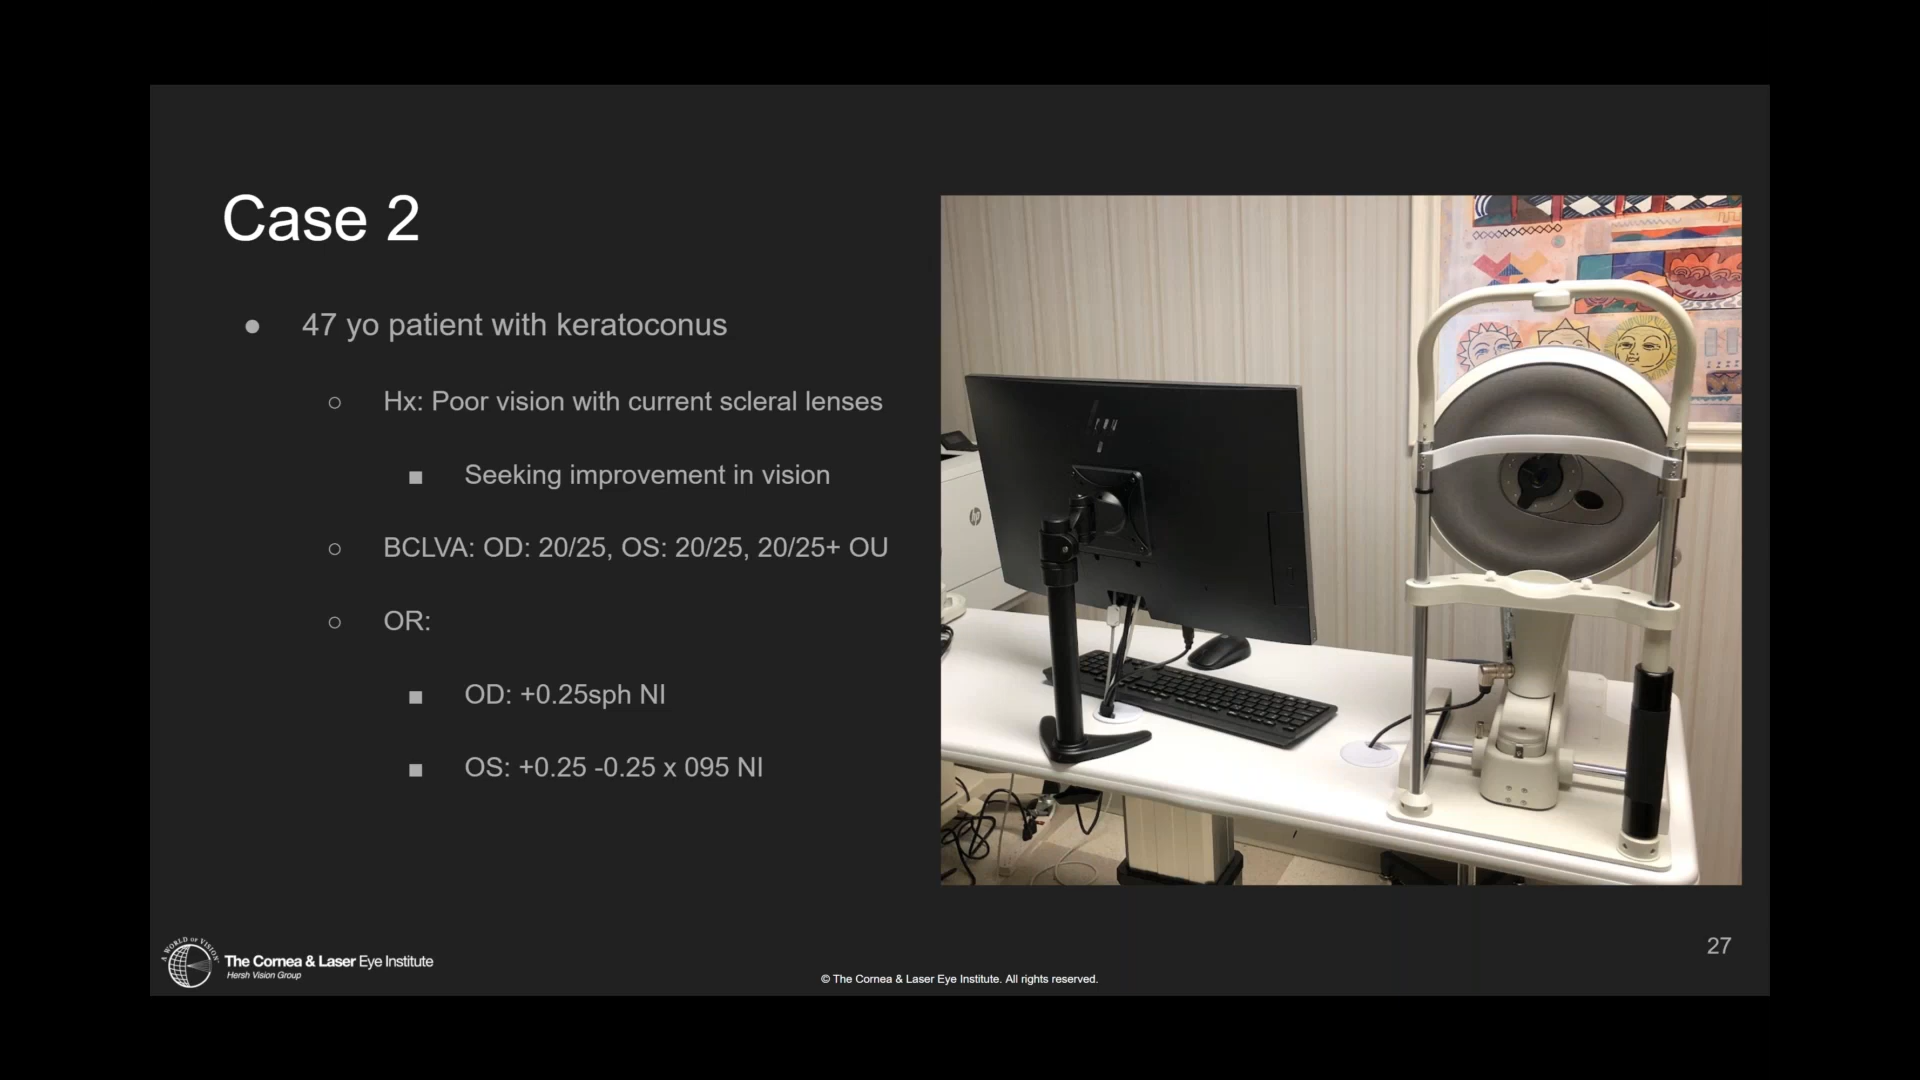 Case 2
● 47 yo patient with keratoconus
○ Hx: Poor vision with current scleral lenses
■ Seeking improvement in vision
○ BCLVA: OD: 20/25, OS: 20/25, 20/25+ OU
○ OR:
■ OD: +0.25sph NI
■ OS: +0.25 -0.25 x 095 NI
hp
A WORLD OF VISION
The Cornea & Laser Eye Institute
Hersh Vision Group
© The Cornea & Laser Eye Institute. All rights reserved.
27